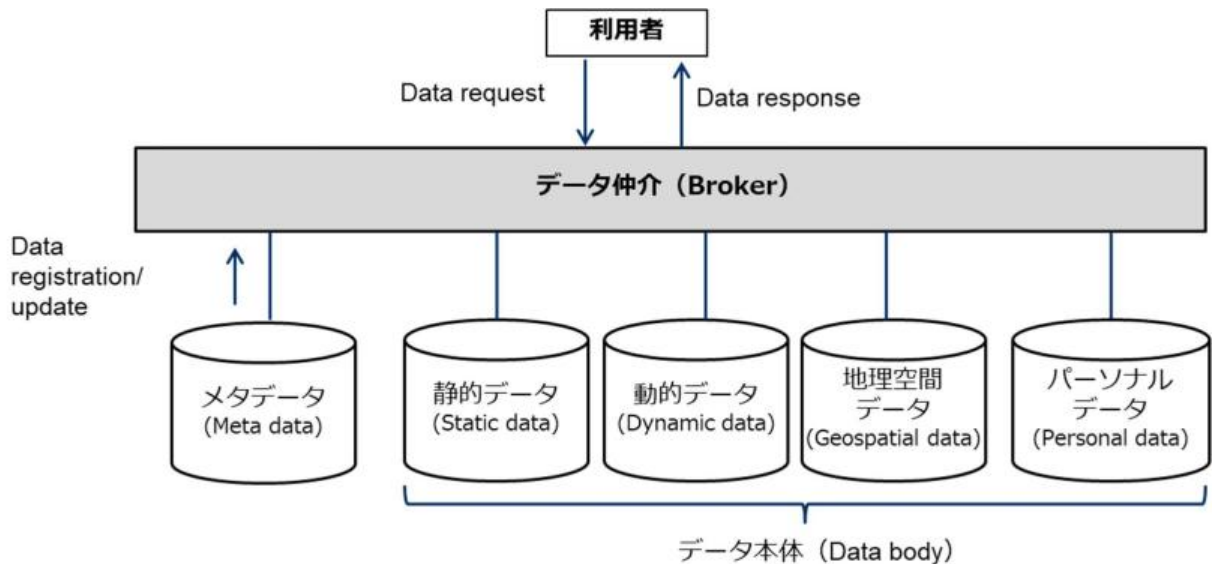 利用者
Data request
Data response
データ仲介（Broker）
Data
registration/
update
メタデータ
(Meta data)
静的データ
(Static data)
動的データ
(Dynamic data)
地理空間
データ
(Geospatial data)
パーソナル
データ
(Personal data)
データ本体（Data body）